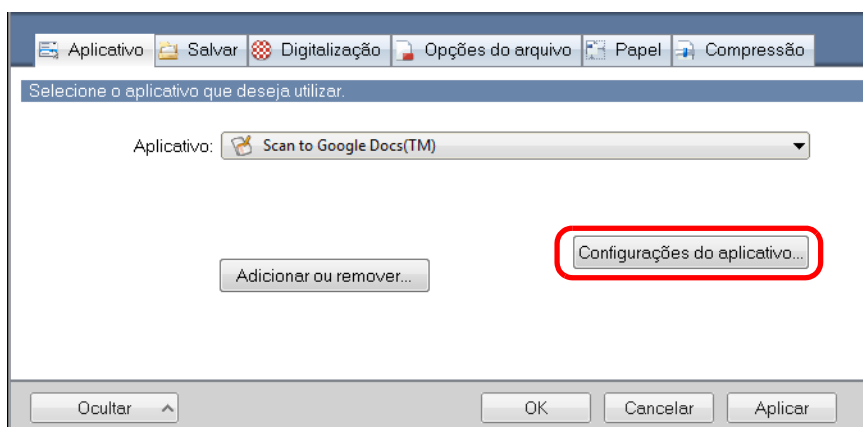 Aplicativo Salvar Digitalização Opções do arquivo Papel Compressão
Selecione o aplicativo que deseja utilizar.
Aplicativo: Scan to Google Docs(TM)
Configurações do aplicativo...
Adicionar ou remover...
Ocultar OK Cancelar Aplicar